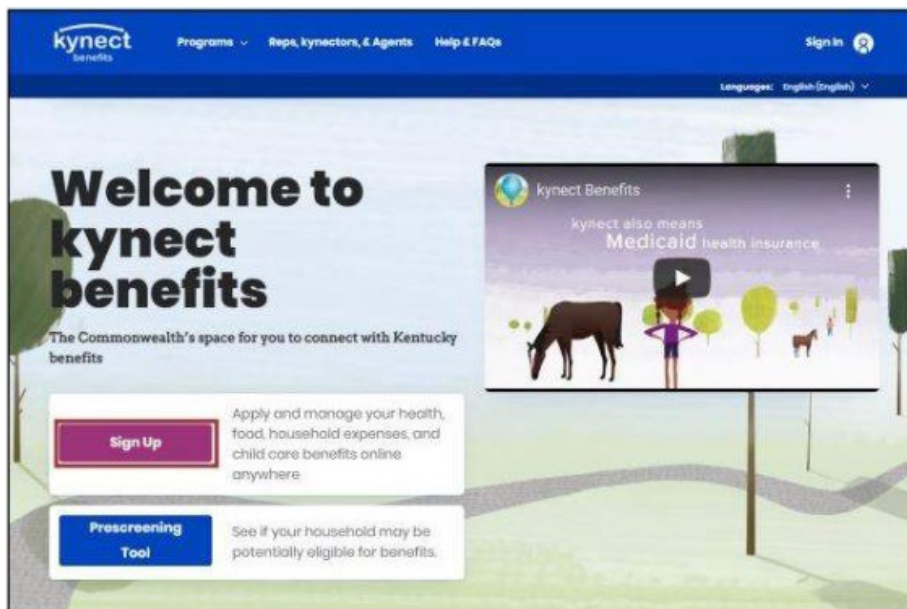 kynect
benefits
Programs
Reps, kynectors, & Agents
Help & FAQs
Sign In
Languages: English (English)
Welcome to
kynect
benefits
The Commonwealth's space for you to connect with Kentucky
benefits
kynect Benefits
kynect also means
Medicaid health insurance
Sign Up
Apply and manage your health,
food, household expenses, and
child care benefits online
anywhere
Prescreening
Tool
See if your household may be
potentially eligible for benefits.